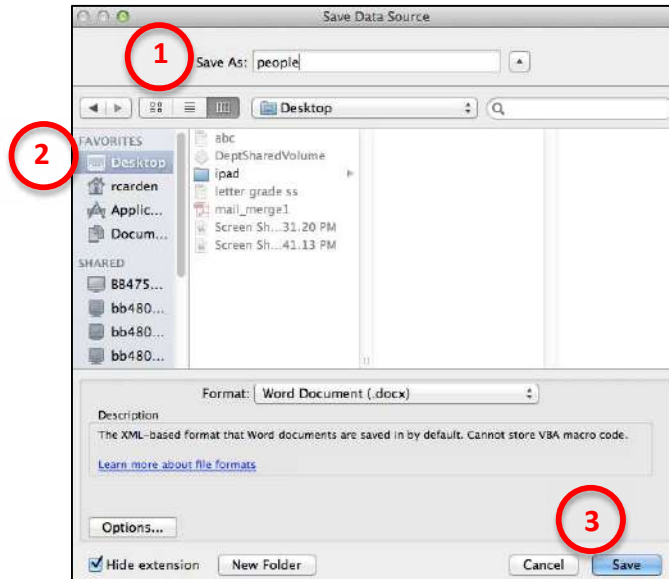 Save Data Source
1
Save As: people
Desktop
2
FAVORITES
Desktop
rcarden
Applic...
Docum...
SHARED
BB475...
bb480...
bb480...
bb480...
abc
DeptSharedVolume
ipad
letter grade ss
mail_merge1
Screen Sh...31.20 PM
Screen Sh...41.13 PM
Format: Word Document (.docx)
Description
The XML-based format that Word documents are saved in by default. Cannot store VBA macro code.
Learn more about file formats
Options...
3
Hide extension New Folder Cancel Save